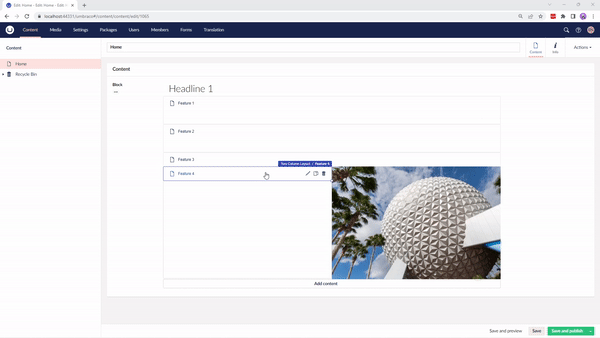 Edit: Home - Edit: Home - Edit: H
localhost:44331/umbraco#/content/content/edit/1065
Content Media Settings Packages Users Members Forms Translation
Content
Home
Recycle Bin
Home
Content
Info
Actions
Content
Block
Headline 1
Feature 1
Feature 2
Feature 3
Two Column Layout / Feature 4
Feature 4
Add content
Save and preview
Save
Save and publish